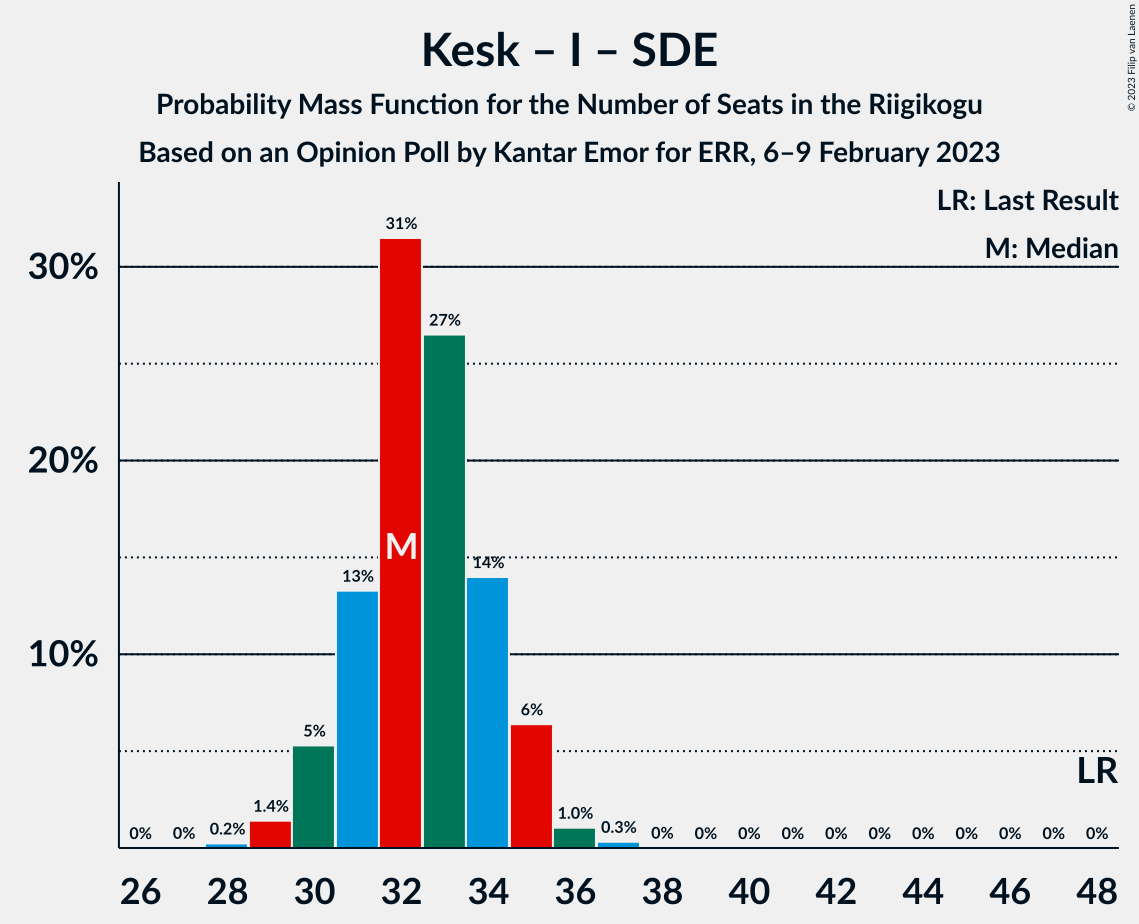 © 2023 Filip van Laenen
Kesk – I – SDE
Probability Mass Function for the Number of Seats in the Riigikogu
Based on an Opinion Poll by Kantar Emor for ERR, 6–9 February 2023
LR: Last Result
M: Median
30%
20%
10%
0% 0% 0.2% 1.4% 5% 13% 31% 27% 14% 6% 1.0% 0.3% 0% 0% 0% 0% 0% 0% 0% 0% 0% 0% 0%
M
LR
26 28 30 32 34 36 38 40 42 44 46 48